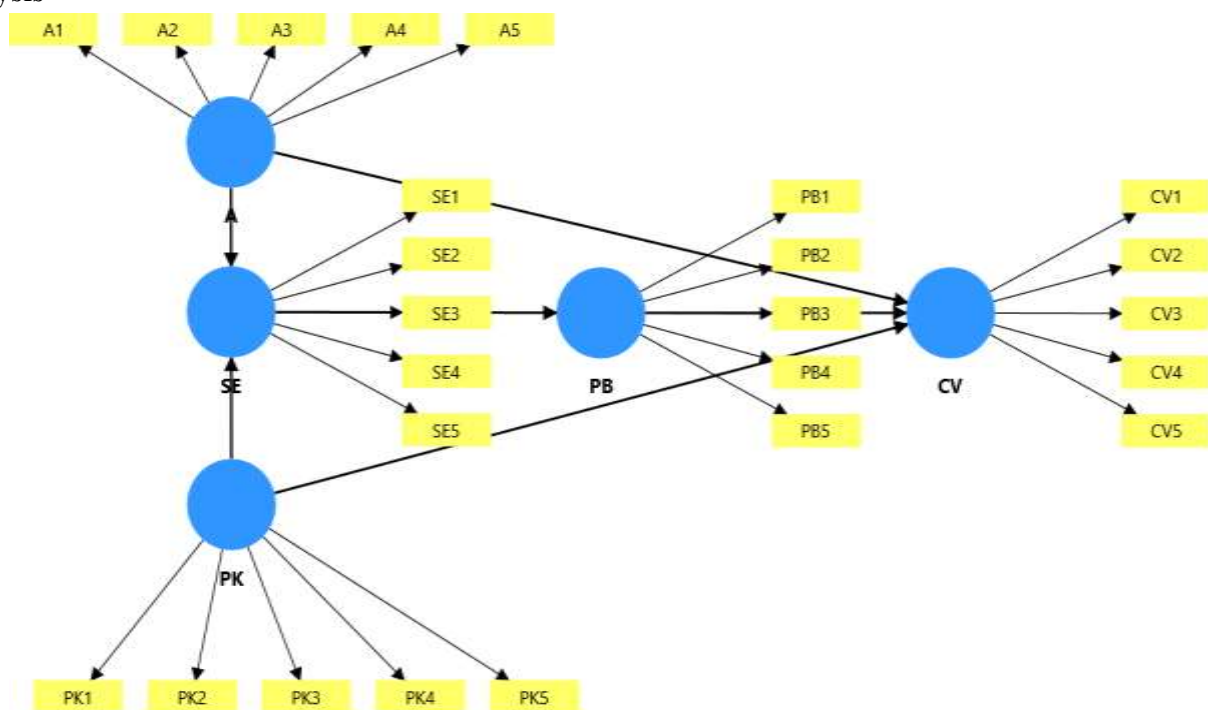 A1 A2 A3 A4 A5
A
SE1 PB1 CV1
SE2 PB2 CV2
SE3 PB3 CV3
SE4 PB4 CV4
SE PB CV
SE5 PB5 CV5
PK
PK1 PK2 PK3 PK4 PK5